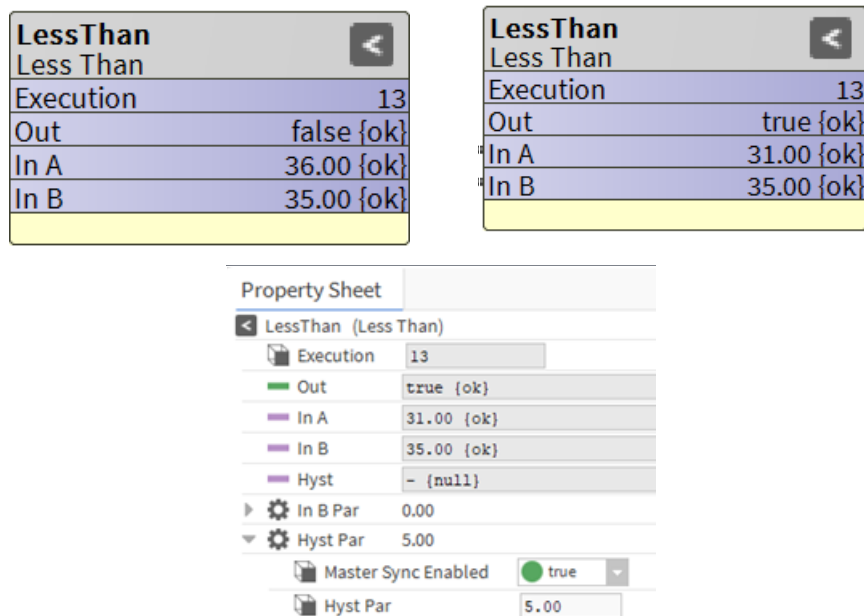 LessThan
Less Than
Execution 13
Out false {ok}
In A 36.00 {ok}
In B 35.00 {ok}
LessThan
Less Than
Execution 13
Out true {ok}
In A 31.00 {ok}
In B 35.00 {ok}
Property Sheet
LessThan (Less Than)
Execution 13
Out true {ok}
In A 31.00 {ok}
In B 35.00 {ok}
Hyst - {null}
In B Par 0.00
Hyst Par 5.00
Master Sync Enabled true
Hyst Par 5.00